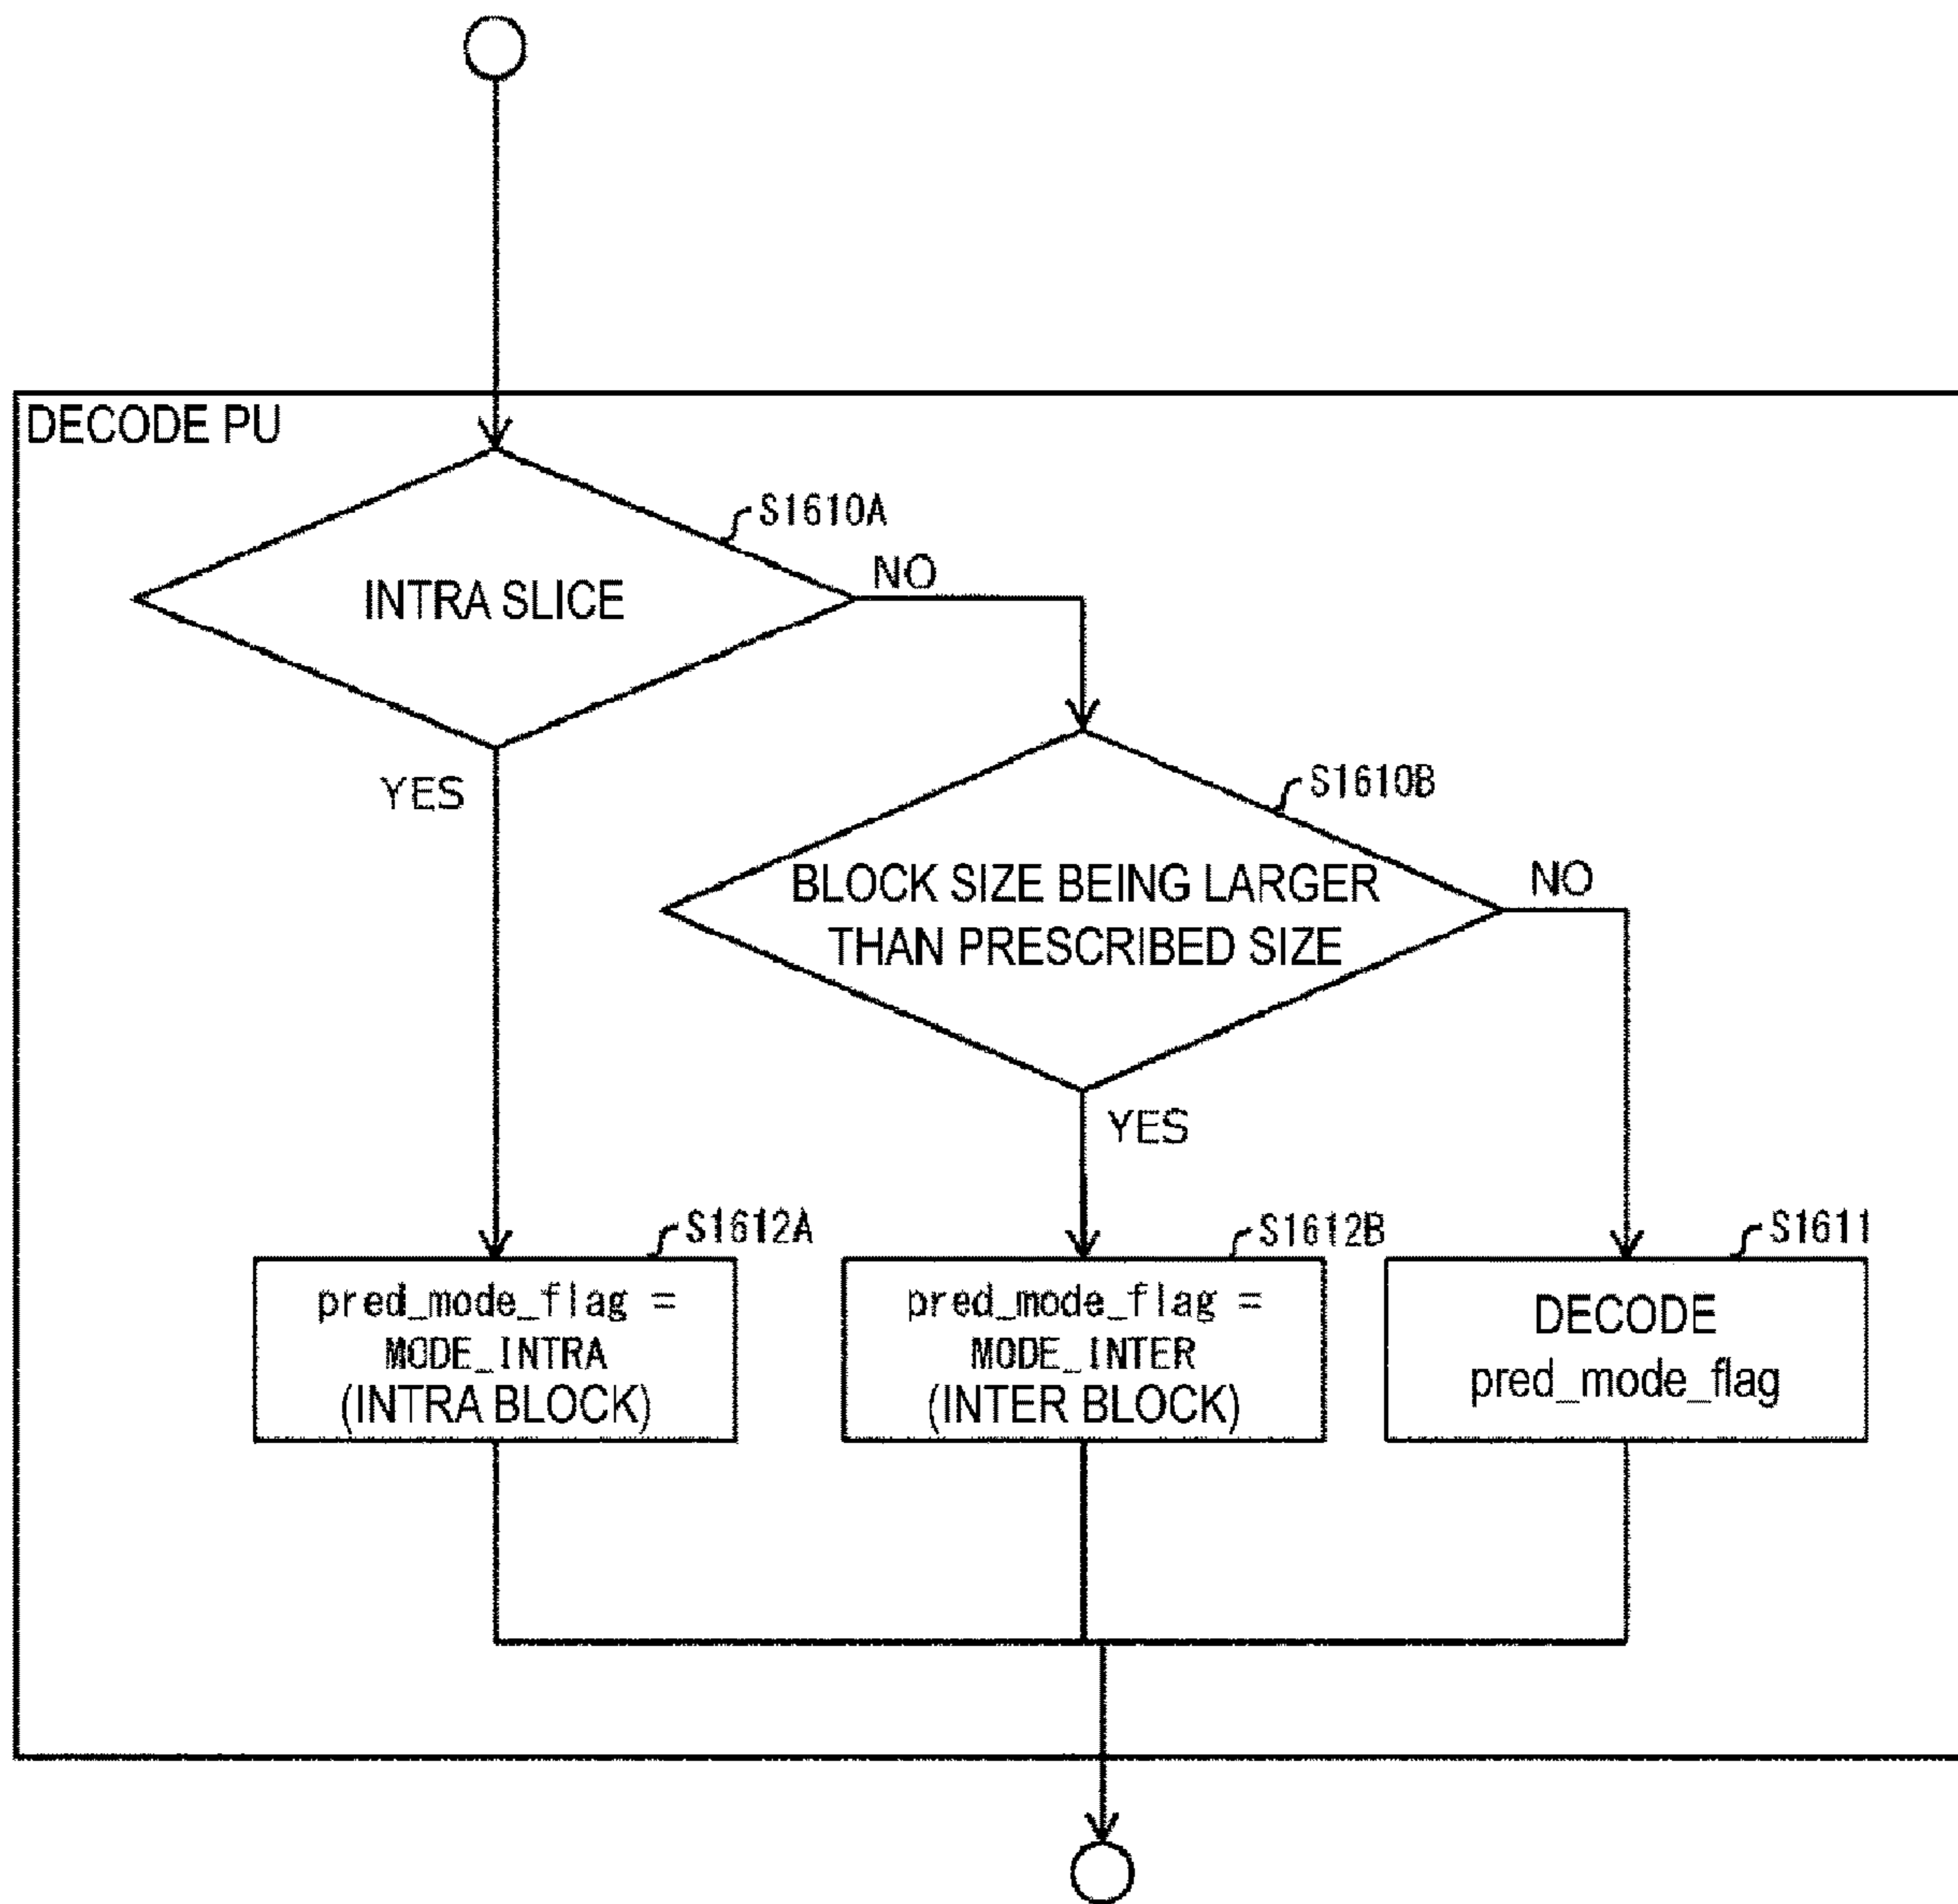 DECODE PU
S1610A
INTRA SLICE
NO
YES
S1610B
BLOCK SIZE BEING LARGER
THAN PRESCRIBED SIZE
NO
YES
S1612A
pred_mode_flag =
MODE_INTRA
(INTRA BLOCK)
S1612B
pred_mode_flag =
MODE_INTER
(INTER BLOCK)
S1611
DECODE
pred_mode_flag